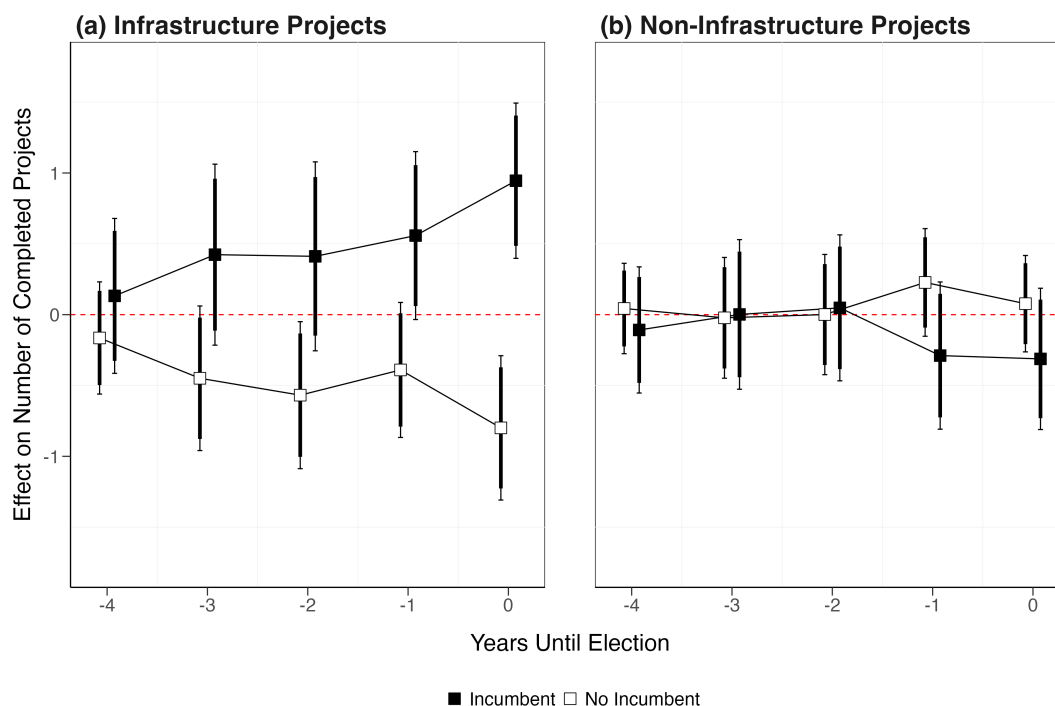 (a) Infrastructure Projects
(b) Non-Infrastructure Projects
Effect on Number of Completed Projects
1
0
-1
-4 -3 -2 -1 0
-4 -3 -2 -1 0
Years Until Election
Incumbent No Incumbent